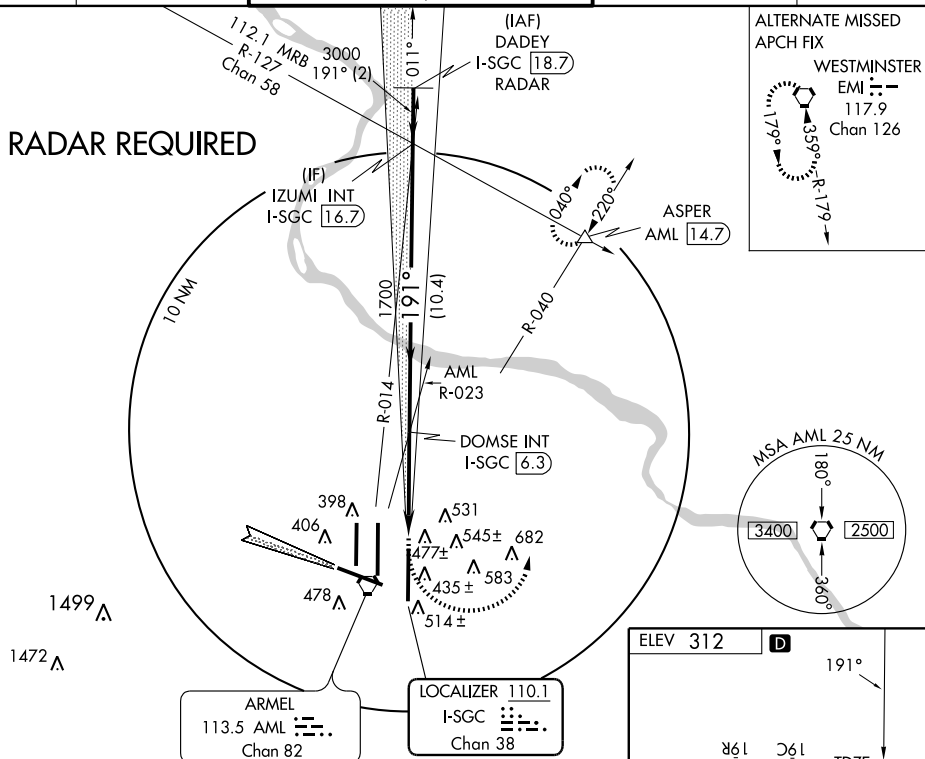 112.1 MRB
R-127
Chan 58
3000
191° (2)
011°
(IAF)
DADEY
I-SGC 18.7
RADAR
ALTERNATE MISSED
APCH FIX
WESTMINSTER
EMI
117.9
Chan 126
179°
359°
R-179
RADAR REQUIRED
(IF)
IZUMI INT
I-SGC 16.7
040°
220°
ASPER
AML 14.7
10 NM
1700
191°
(10.4)
R-040
R-014
AML
R-023
DOMSE INT
I-SGC 6.3
MSA AML 25 NM
180°
3400
2500
360°
398
406
478
531
545±
477±
682
583
435±
514±
1499
1472
ARMEL
113.5 AML
Chan 82
LOCALIZER 110.1
I-SGC
Chan 38
ELEV 312
D
191°
19R
19C
TDZE